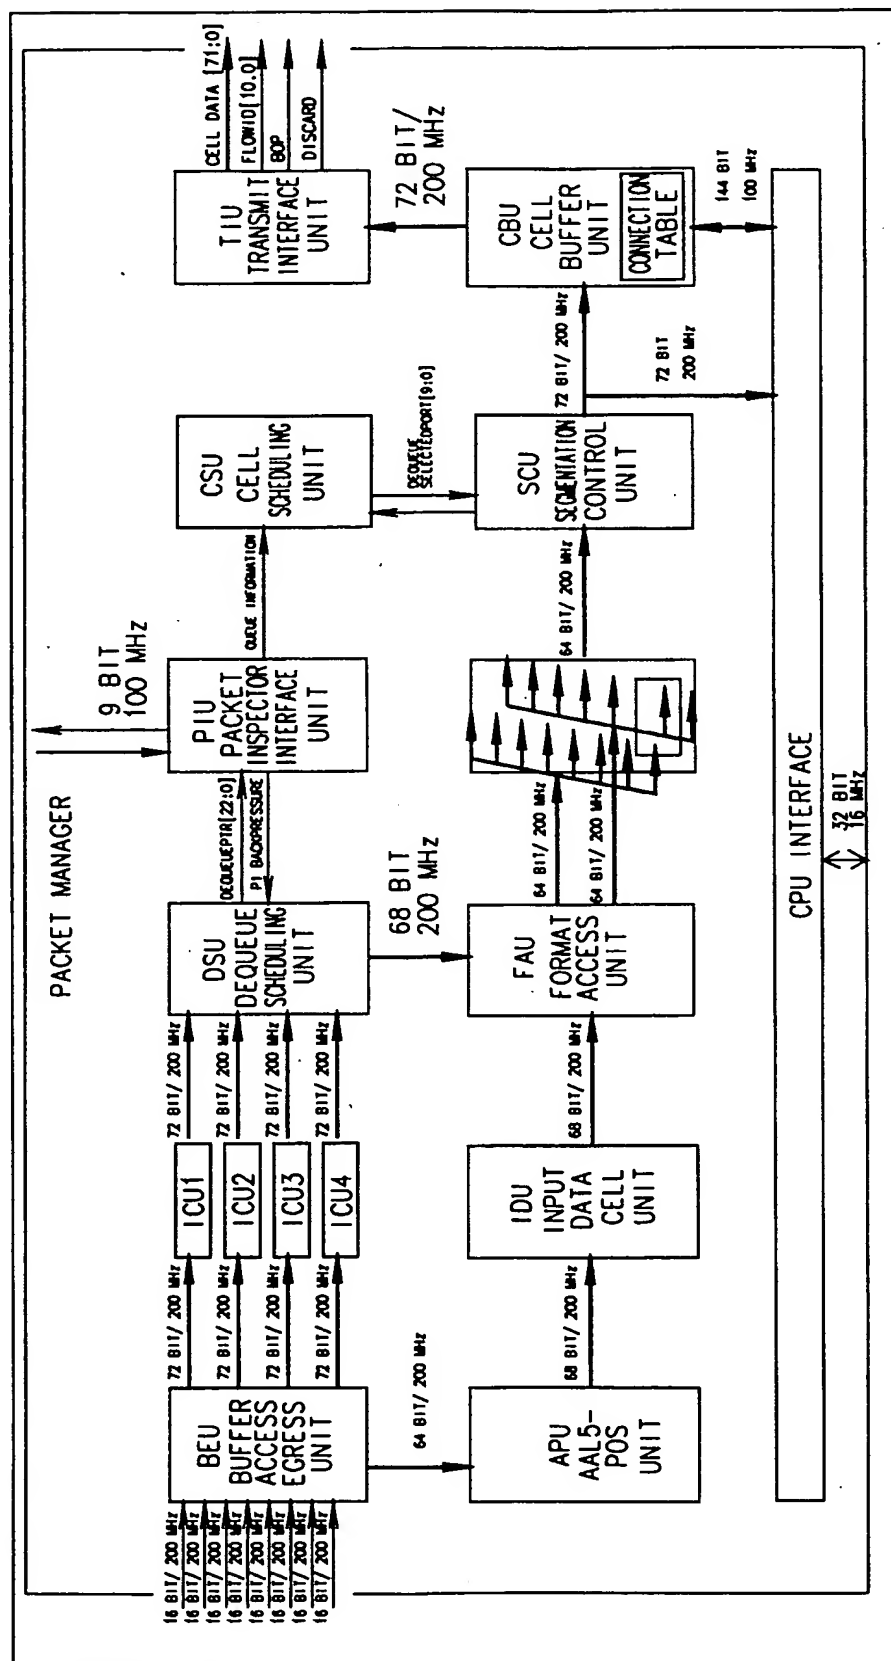 PACKET MANAGER
16 BIT/ 200 MHz
16 BIT/ 200 MHz
16 BIT/ 200 MHz
16 BIT/ 200 MHz
16 BIT/ 200 MHz
16 BIT/ 200 MHz
16 BIT/ 200 MHz
16 BIT/ 200 MHz
BEU
BUFFER
ACCESS
EGRESS
UNIT
72 BIT/ 200 MHz
72 BIT/ 200 MHz
72 BIT/ 200 MHz
72 BIT/ 200 MHz
ICU1
ICU2
ICU3
ICU4
72 BIT/ 200 MHz
72 BIT/ 200 MHz
72 BIT/ 200 MHz
72 BIT/ 200 MHz
DSU
DEQUEUE
SCHEDULING
UNIT
DEQUEUEPTR[22:0]
PI BACKPRESSURE
9 BIT
100 MHz
PIU
PACKET
INSPECTOR
INTERFACE
UNIT
QUEUE INFORMATION
CSU
CELL
SCHEDULING
UNIT
TIU
TRANSMIT
INTERFACE
UNIT
CELL DATA [71:0]
FLOWID[10.0]
BOP
DISCARD
64 BIT/ 200 MHz
68 BIT
200 MHz
DEQUEUE
SELECTEDPORT[9:0]
72 BIT/
200 MHz
APU
AAL5-
POS
UNIT
68 BIT/ 200 MHz
IDU
INPUT
DATA
CELL
UNIT
68 BIT/ 200 MHz
FAU
FORMAT
ACCESS
UNIT
64 BIT/ 200 MHz
64 BIT/ 200 MHz
64 BIT/ 200 MHz
SCU
SEGMENTATION
CONTROL
UNIT
72 BIT/ 200 MHz
CBU
CELL
BUFFER
UNIT
CONNECTION
TABLE
72 BIT
200 MHz
144 BIT
100 MHz
CPU INTERFACE
32 BIT
16 MHz